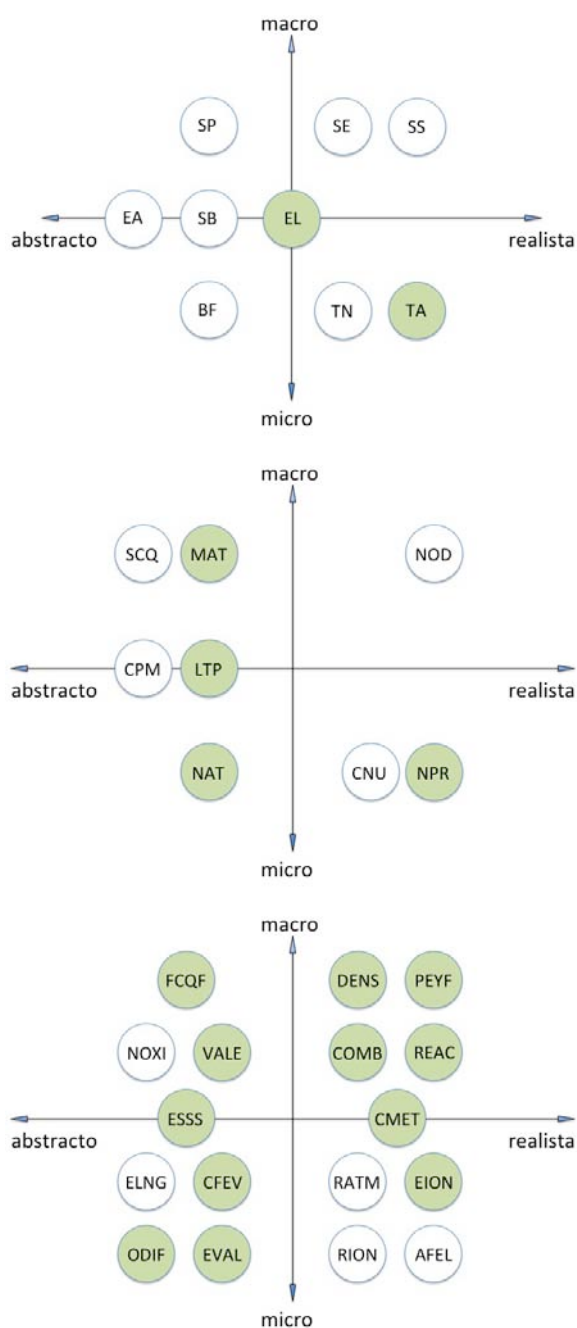 macro
SP SE SS
EA SB EL
abstracto realista
BF TN TA
micro
macro
SCQ MAT NOD
CPM LTP
abstracto realista
NAT CNU NPR
micro
macro
FCQF DENS PEYF
NOXI VALE COMB REAC
ESSS CMET
abstracto realista
ELNG CFEV RATM EION
ODIF EVAL RION AFEL
micro